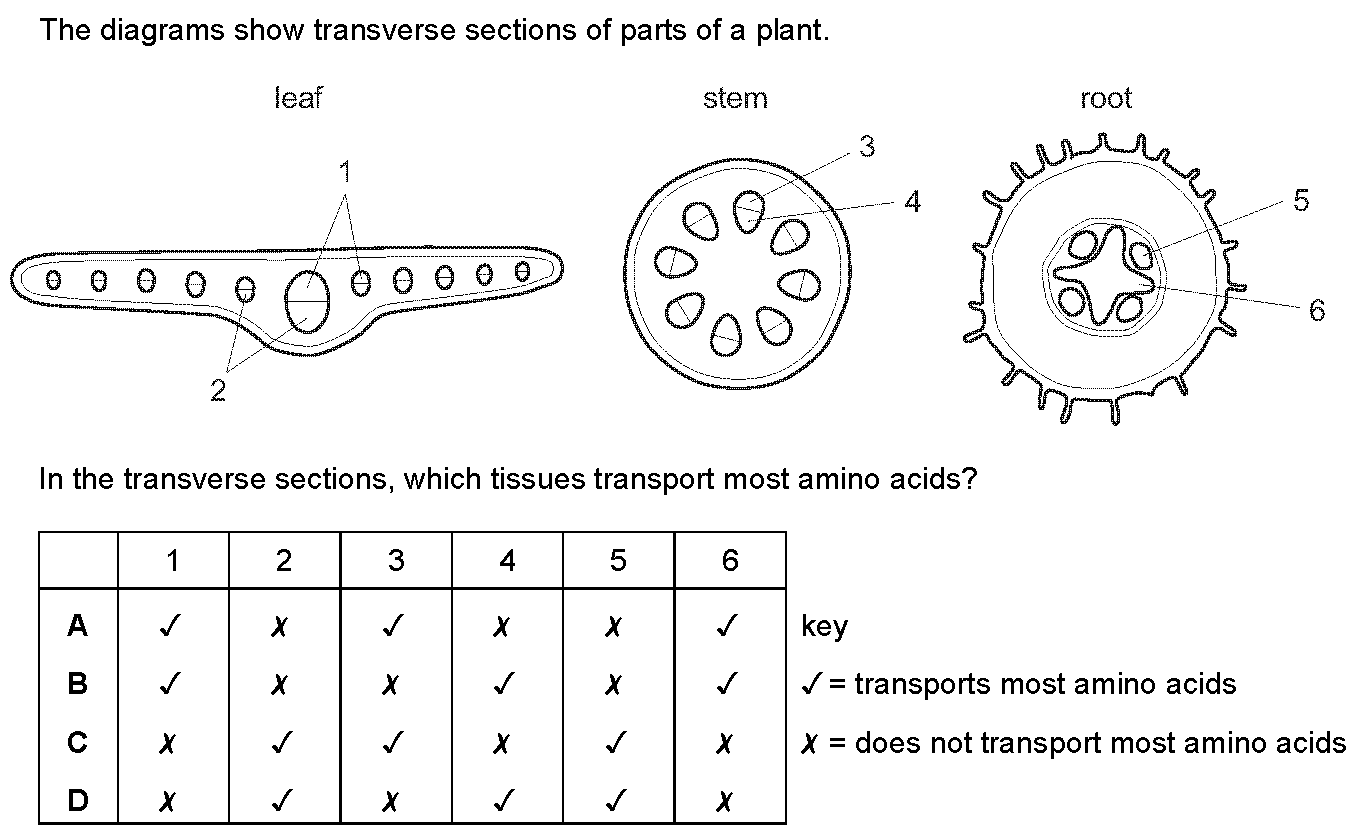 The diagrams show transverse sections of parts of a plant.
leaf stem root
1
2
3
4
5
6
In the transverse sections, which tissues transport most amino acids?
1 2 3 4 5 6
A ✓ ✗ ✓ ✗ ✗ ✓ key
B ✓ ✗ ✗ ✓ ✗ ✓ ✓ = transports most amino acids
C ✗ ✓ ✓ ✗ ✓ ✗ ✗ = does not transport most amino acids
D ✗ ✓ ✗ ✓ ✓ ✗